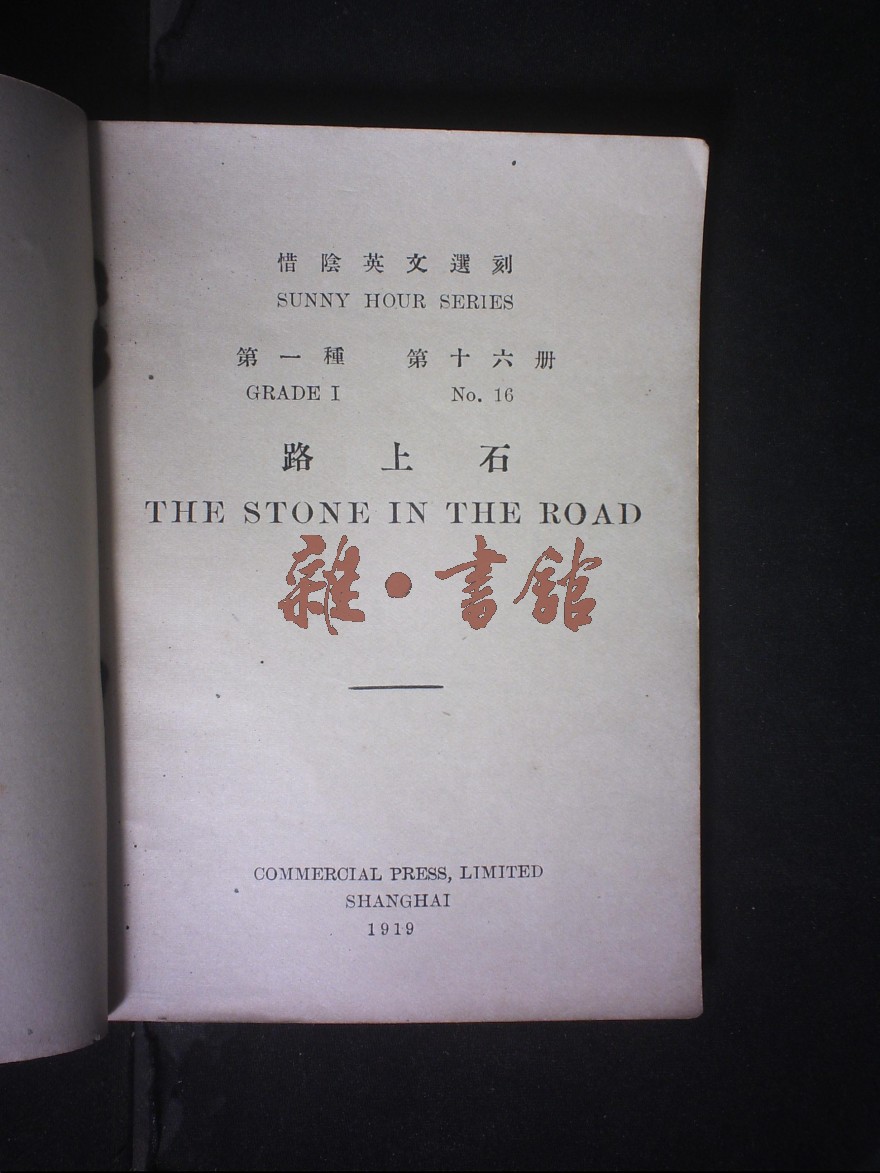 惜陰英文選刻
SUNNY HOUR SERIES
第一種 第十六册
GRADE I No. 16
路上石
THE STONE IN THE ROAD
雜·書館
COMMERCIAL PRESS, LIMITED
SHANGHAI
1919